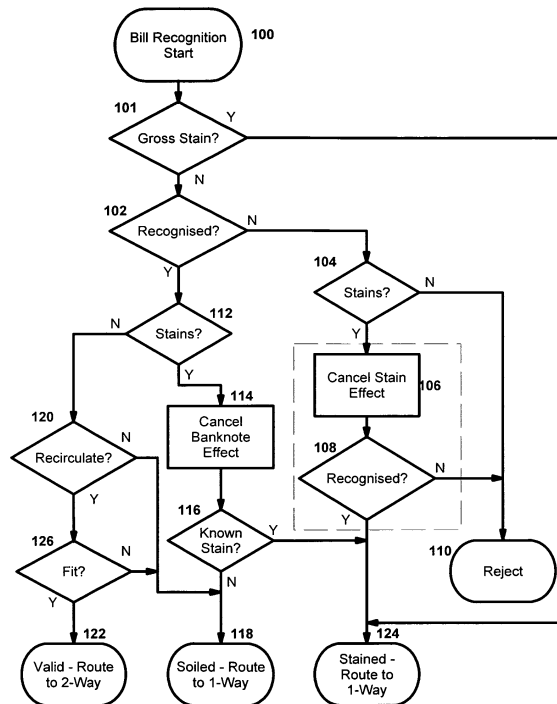 Bill Recognition
Start
100
101
Y
Gross Stain?
N
102
Recognised?
N
Y
104
Stains?
N
Y
112
N
Stains?
Y
Cancel Stain
Effect
106
114
Cancel
Banknote
Effect
120
Recirculate?
N
Y
108
Recognised?
N
Y
116
Known
Stain?
Y
N
126
Fit?
N
Y
110
Reject
122
Valid - Route
to 2-Way
118
Soiled - Route
to 1-Way
124
Stained -
Route to
1-Way